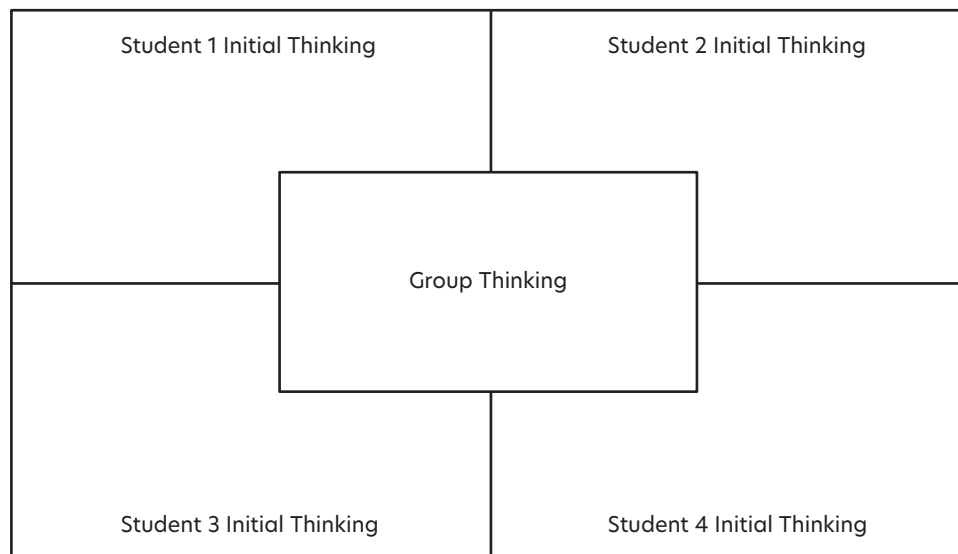 Student 1 Initial Thinking
Student 2 Initial Thinking
Group Thinking
Student 3 Initial Thinking
Student 4 Initial Thinking